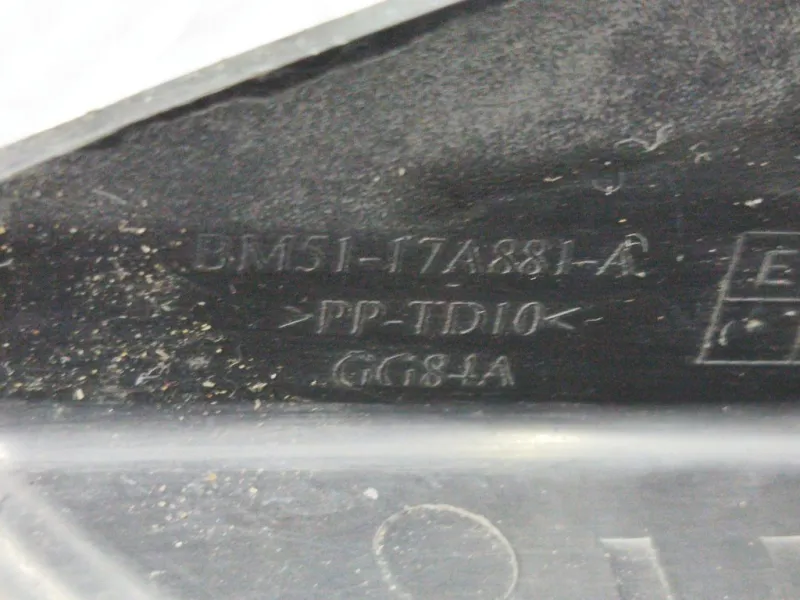 BM51-17A881-A
>PP-TD10<
GG84A
E